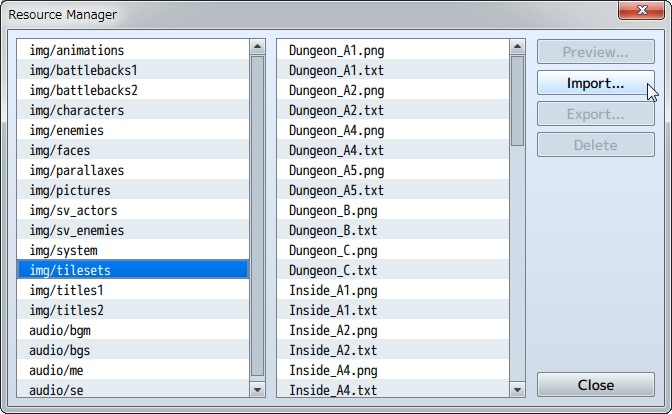 Resource Manager
img/animations
img/battlebacks1
img/battlebacks2
img/characters
img/enemies
img/faces
img/parallaxes
img/pictures
img/sv_actors
img/sv_enemies
img/system
img/tilesets
img/titles1
img/titles2
audio/bgm
audio/bgs
audio/me
audio/se
Dungeon_A1.png
Dungeon_A1.txt
Dungeon_A2.png
Dungeon_A2.txt
Dungeon_A4.png
Dungeon_A4.txt
Dungeon_A5.png
Dungeon_A5.txt
Dungeon_B.png
Dungeon_B.txt
Dungeon_C.png
Dungeon_C.txt
Inside_A1.png
Inside_A1.txt
Inside_A2.png
Inside_A2.txt
Inside_A4.png
Inside_A4.txt
Preview...
Import...
Export...
Delete
Close